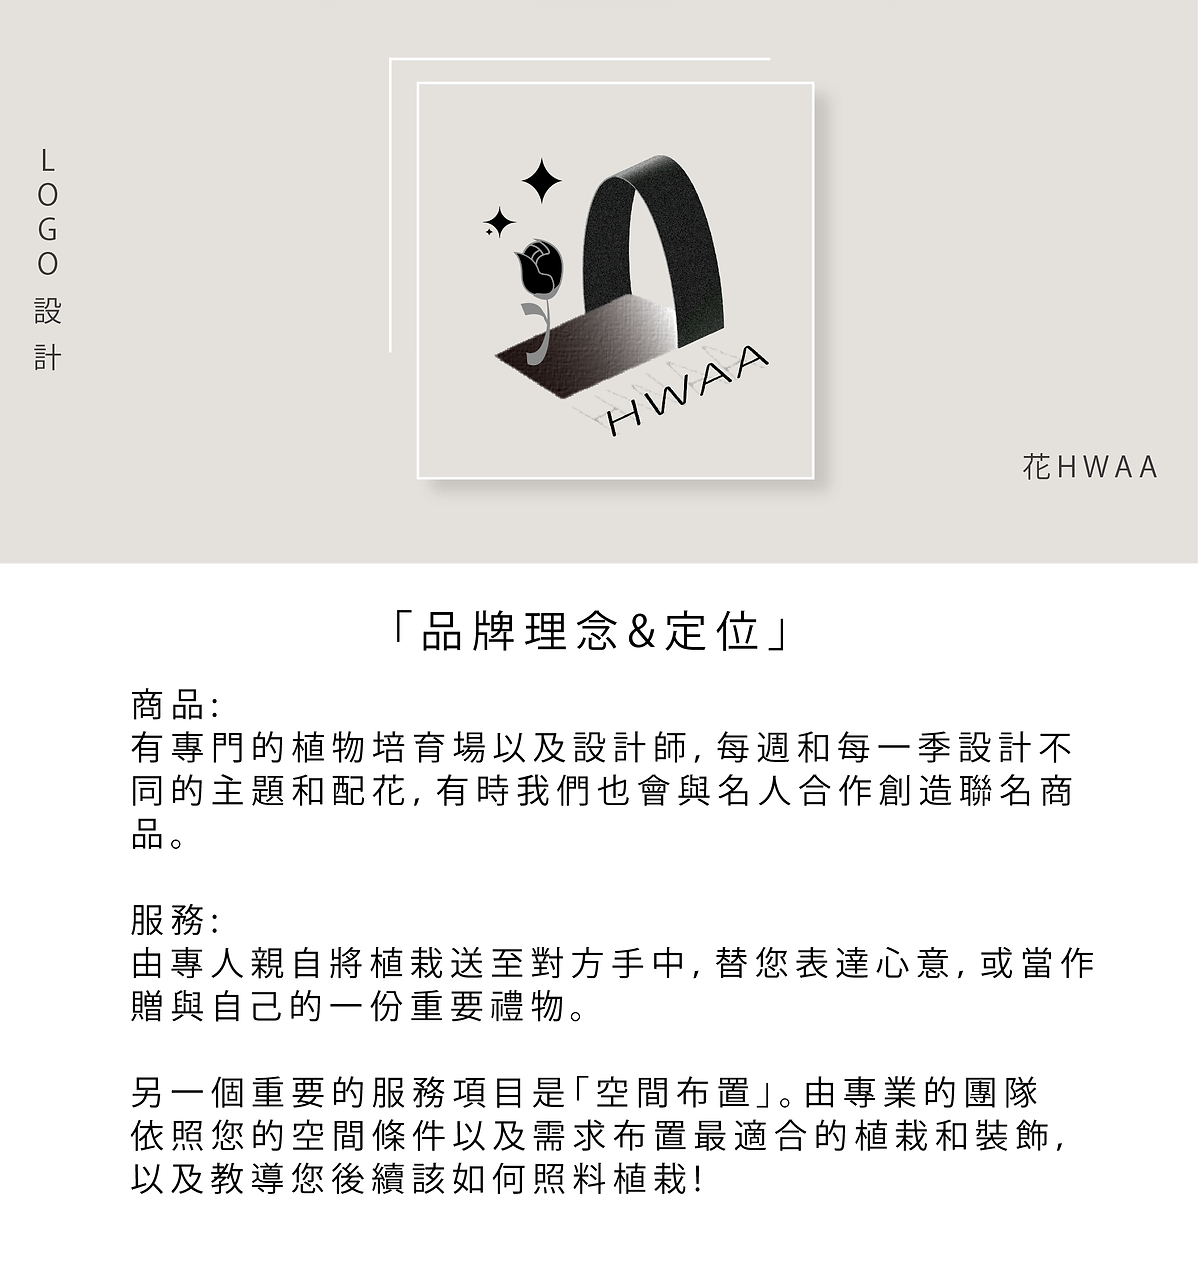 LOGO設計
HWAA
花HWAA
「品牌理念&定位」
商品:
有專門的植物培育場以及設計師,每週和每一季設計不
同的主題和配花,有時我們也會與名人合作創造聯名商
品。
服務:
由專人親自將植栽送至對方手中,替您表達心意,或當作
贈與自己的一份重要禮物。
另一個重要的服務項目是「空間布置」。由專業的團隊
依照您的空間條件以及需求布置最適合的植栽和裝飾,
以及教導您後續該如何照料植栽!